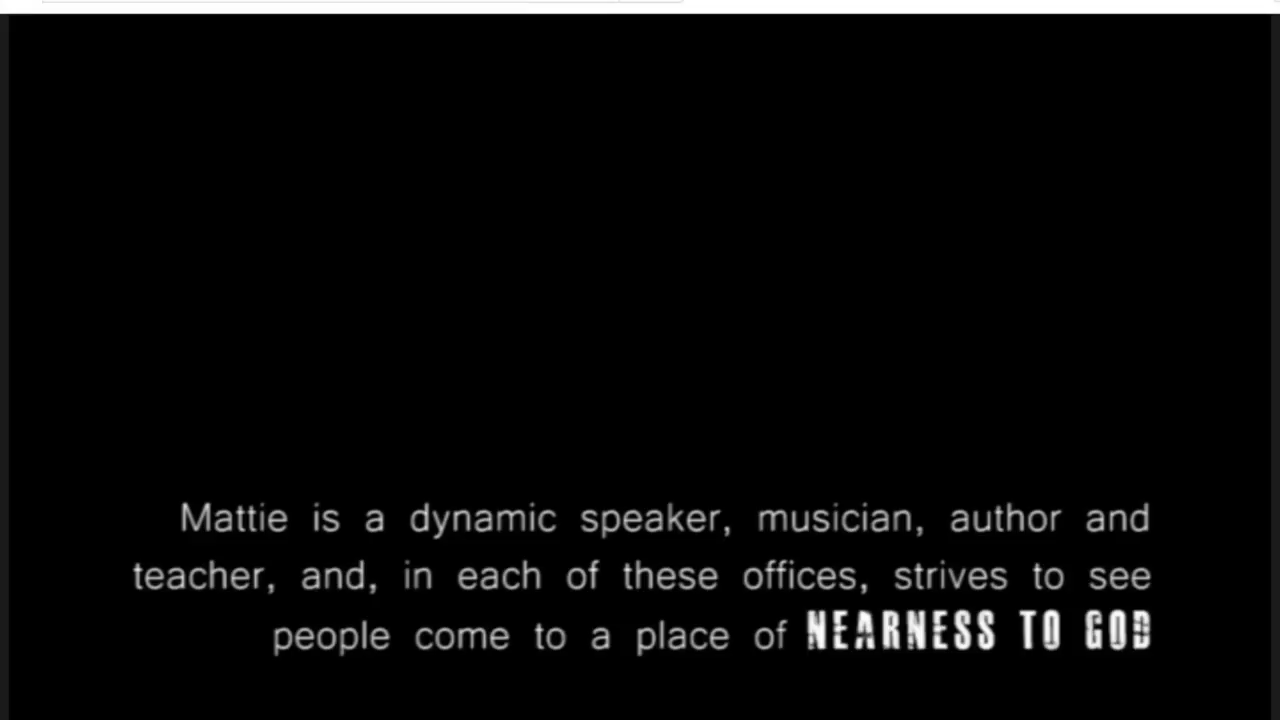 Mattie is a dynamic speaker, musician, author and
teacher, and, in each of these offices, strives to see
people come to a place of NEARNESS TO GOD